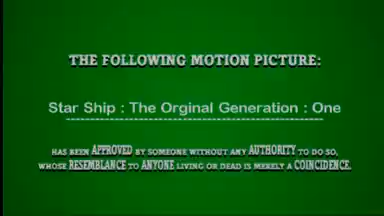 THE FOLLOWING MOTION PICTURE:
Star Ship : The Orginal Generation : One
HAS BEEN APPROVED BY SOMEONE WITHOUT ANY AUTHORITY TO DO SO,
WHOSE RESEMBLANCE TO ANYONE LIVING OR DEAD IS MERELY A COINCIDENCE.